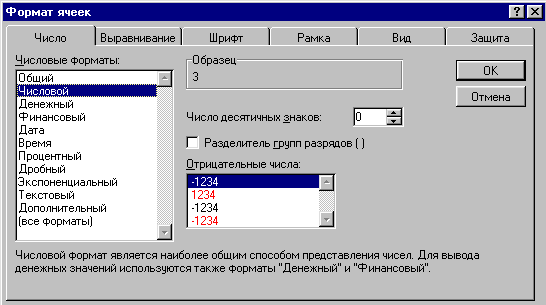 Формат ячеек
Число Выравнивание Шрифт Рамка Вид Защита
Числовые форматы:
Общий
Числовой
Денежный
Финансовый
Дата
Время
Процентный
Дробный
Экспоненциальный
Текстовый
Дополнительный
(все форматы)
Образец
3
Число десятичных знаков: 0
Разделитель групп разрядов ( )
Отрицательные числа:
-1234
1234
-1234
-1234
OK
Отмена
Числовой формат является наиболее общим способом представления чисел. Для вывода
денежных значений используются также форматы "Денежный" и "Финансовый".